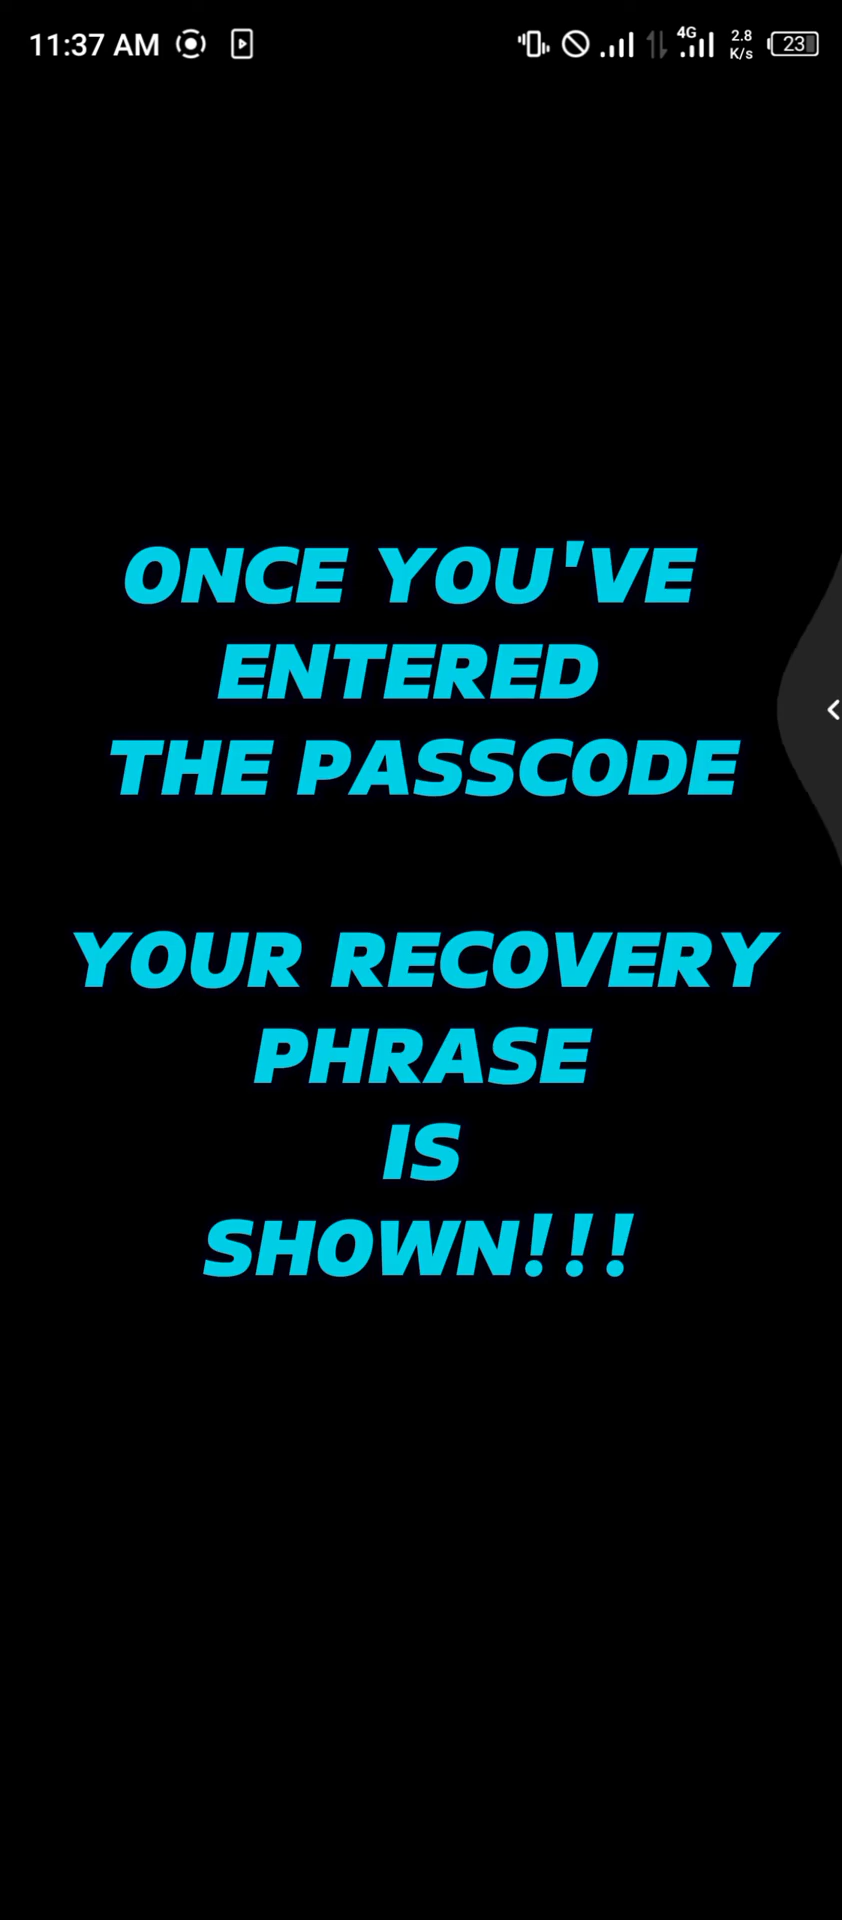 11:37 AM
4G
2.8
K/s
23
ONCE YOU'VE
ENTERED
THE PASSCODE
YOUR RECOVERY
PHRASE
IS
SHOWN!!!